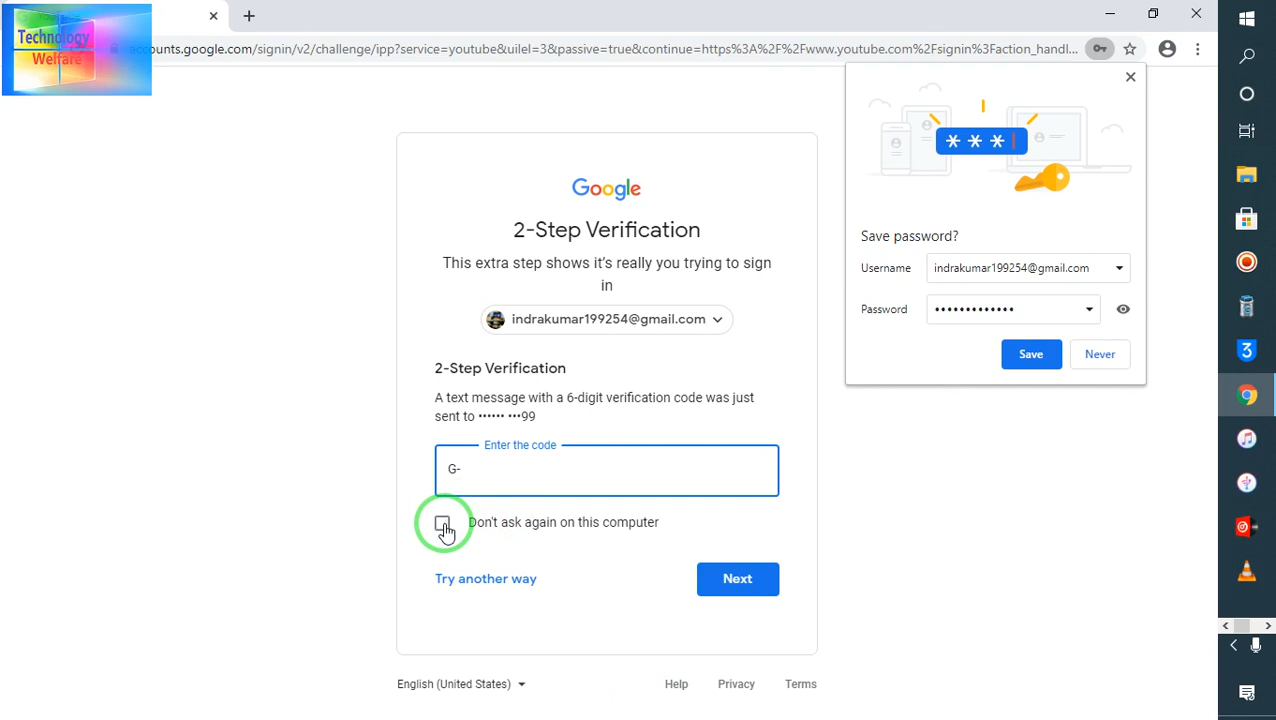 Technology
Welfare
accounts.google.com/signin/v2/challenge/ipp?service=youtube&uilel=3&passive=true&continue=https%3A%2F%2Fwww.youtube.com%2Fsignin%3Faction_handl...
Google
2-Step Verification
This extra step shows it's really you trying to sign
in
indrakumar199254@gmail.com
2-Step Verification
A text message with a 6-digit verification code was just
sent to •••••• •••99
Enter the code
G-
Don't ask again on this computer
Try another way
Next
English (United States)
Help
Privacy
Terms
* * *
Save password?
Username
indrakumar199254@gmail.com
Password
•••••••••••••
Save
Never
3